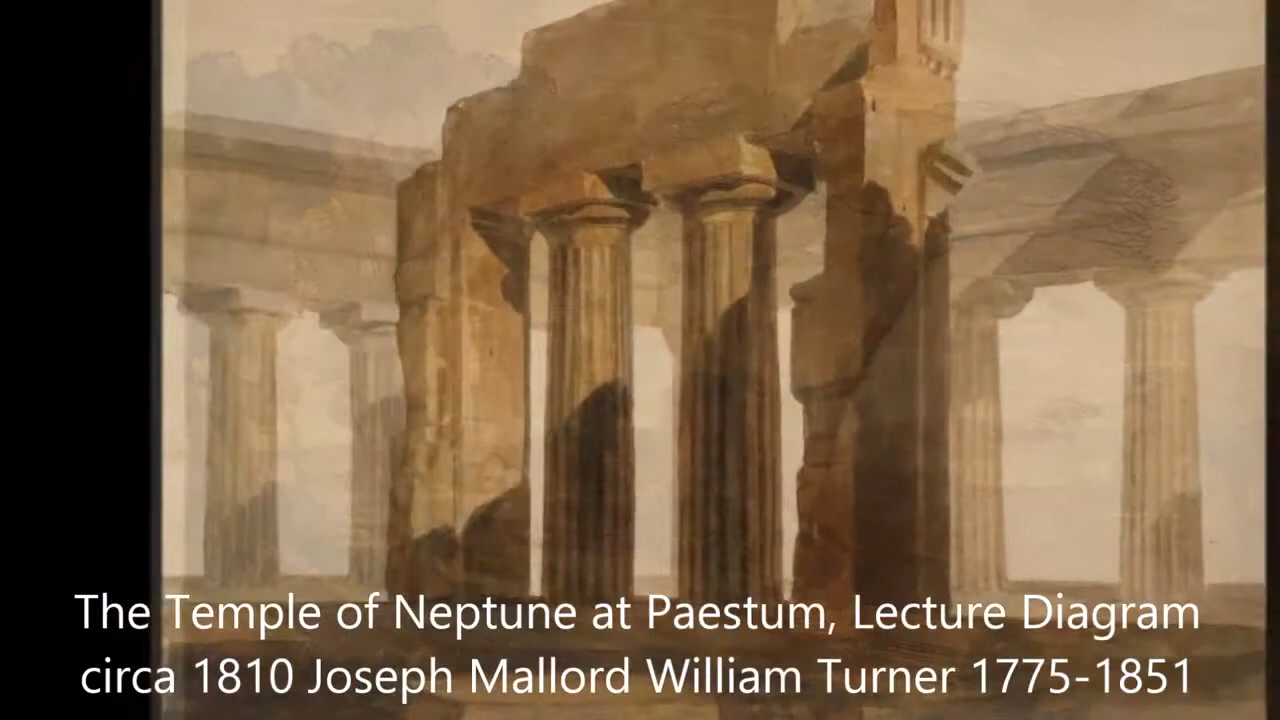 The Temple of Neptune at Paestum, Lecture Diagram
circa 1810 Joseph Mallord William Turner 1775-1851